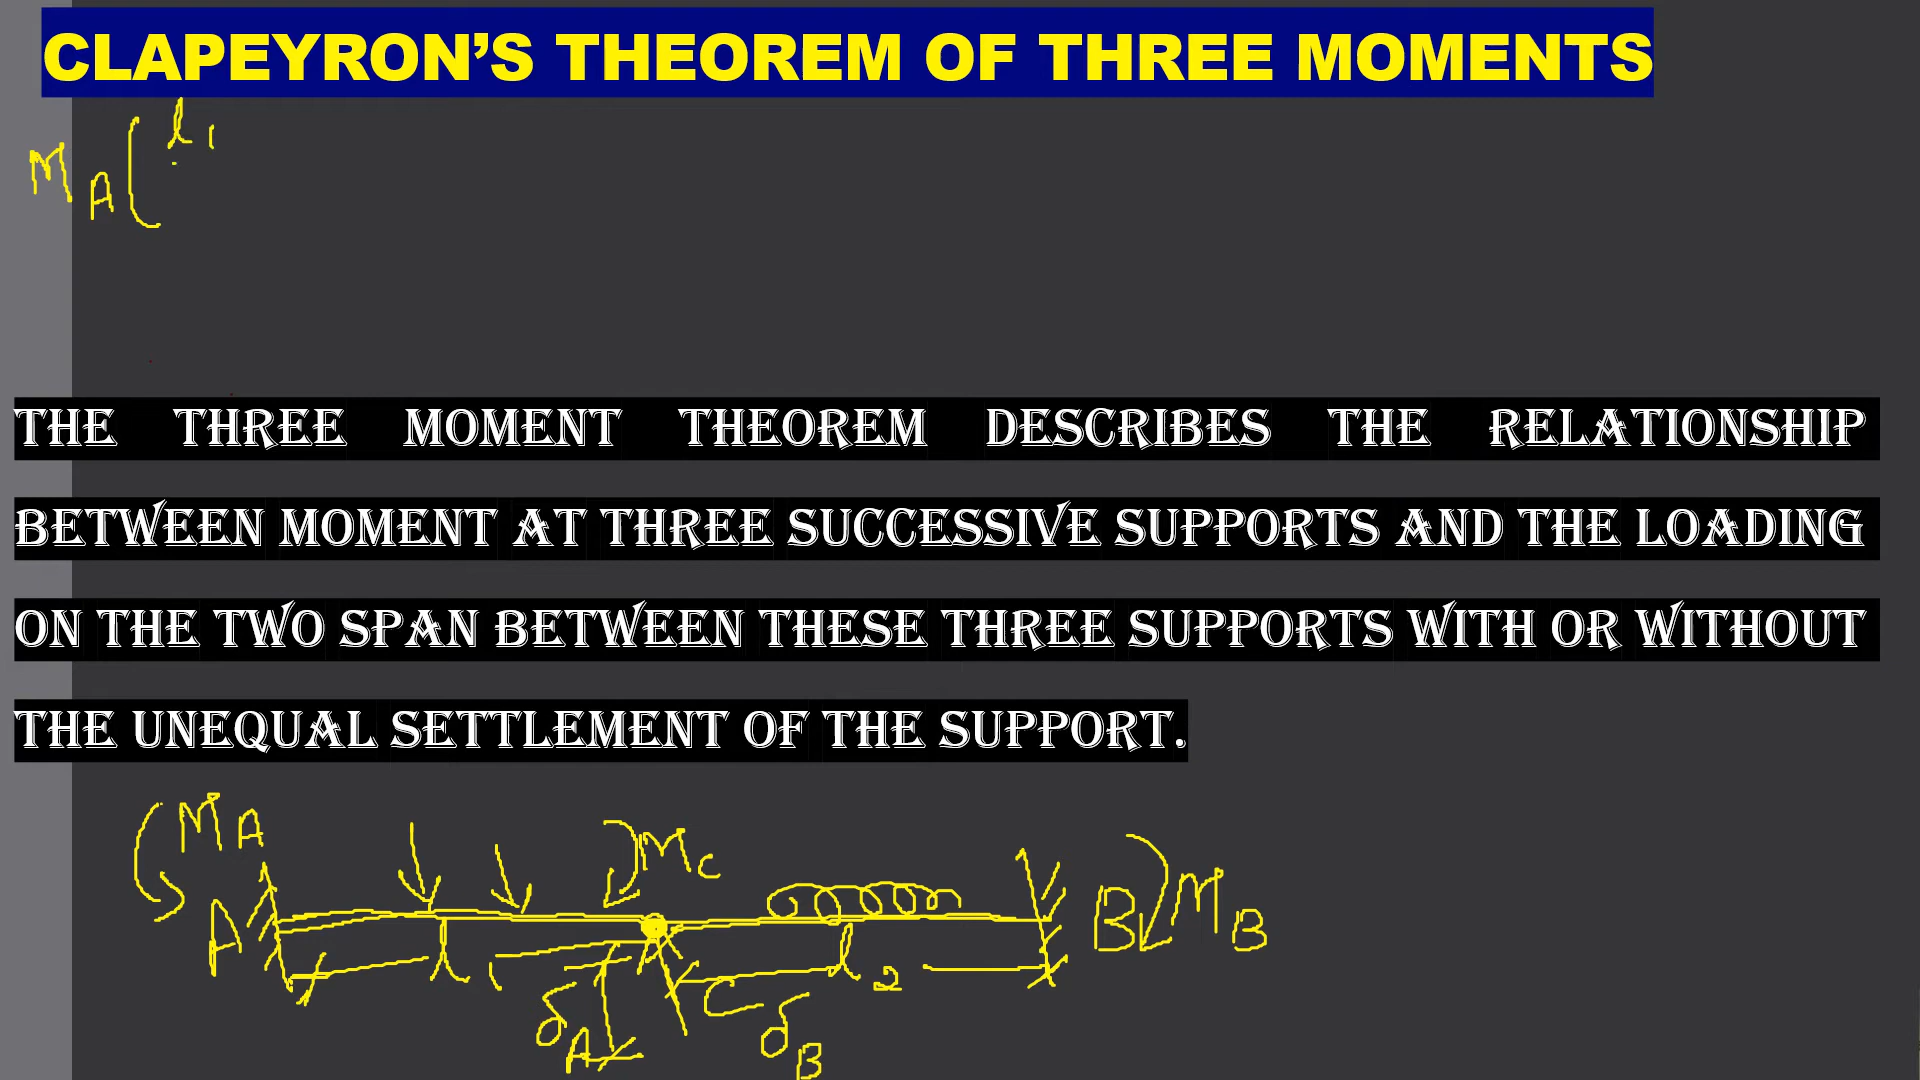 CLAPEYRON'S THEOREM OF THREE MOMENTS
MA( l1
THE THREE MOMENT THEOREM DESCRIBES THE RELATIONSHIP
BETWEEN MOMENT AT THREE SUCCESSIVE SUPPORTS AND THE LOADING
ON THE TWO SPAN BETWEEN THESE THREE SUPPORTS WITH OR WITHOUT
THE UNEQUAL SETTLEMENT OF THE SUPPORT.
MA
MC
A
B
MB
l1
l2
C
δA
δB